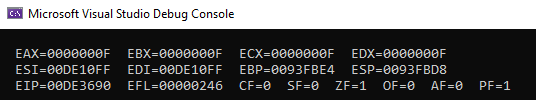 Microsoft Visual Studio Debug Console
EAX=0000000F EBX=0000000F ECX=0000000F EDX=0000000F
ESI=00DE10FF EDI=00DE10FF EBP=0093FBE4 ESP=0093FBD8
EIP=00DE3690 EFL=00000246 CF=0 SF=0 ZF=1 OF=0 AF=0 PF=1